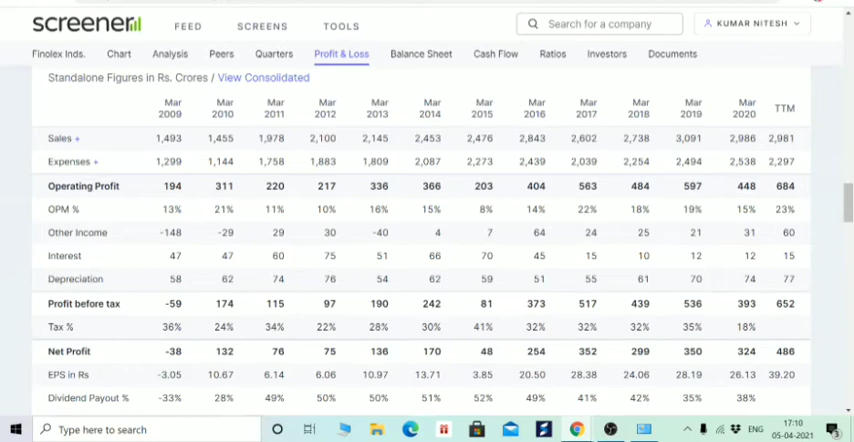 screener
FEED SCREENS TOOLS
Search for a company
KUMAR NITESH
Finolex Inds. Chart Analysis Peers Quarters Profit & Loss Balance Sheet Cash Flow Ratios Investors Documents
Standalone Figures in Rs. Crores / View Consolidated
Mar 2009 Mar 2010 Mar 2011 Mar 2012 Mar 2013 Mar 2014 Mar 2015 Mar 2016 Mar 2017 Mar 2018 Mar 2019 Mar 2020 TTM
Sales + 1,493 1,455 1,978 2,100 2,145 2,453 2,476 2,843 2,602 2,738 3,091 2,986 2,981
Expenses + 1,299 1,144 1,758 1,883 1,809 2,087 2,273 2,439 2,039 2,254 2,494 2,538 2,297
Operating Profit 194 311 220 217 336 366 203 404 563 484 597 448 684
OPM % 13% 21% 11% 10% 16% 15% 8% 14% 22% 18% 19% 15% 23%
Other Income -148 -29 29 30 -40 4 7 64 24 25 21 31 60
Interest 47 47 60 75 51 66 70 45 15 10 12 12 15
Depreciation 58 62 74 76 54 62 59 51 55 61 70 74 77
Profit before tax -59 174 115 97 190 242 81 373 517 439 536 393 652
Tax % 36% 24% 34% 22% 28% 30% 41% 32% 32% 32% 35% 18%
Net Profit -38 132 76 75 136 170 48 254 352 299 350 324 486
EPS in Rs -3.05 10.67 6.14 6.06 10.97 13.71 3.85 20.50 28.38 24.06 28.19 26.13 39.20
Dividend Payout % -33% 28% 49% 50% 50% 51% 52% 49% 41% 42% 35% 38%
Type here to search
ENG
17:10
05-04-2021
3